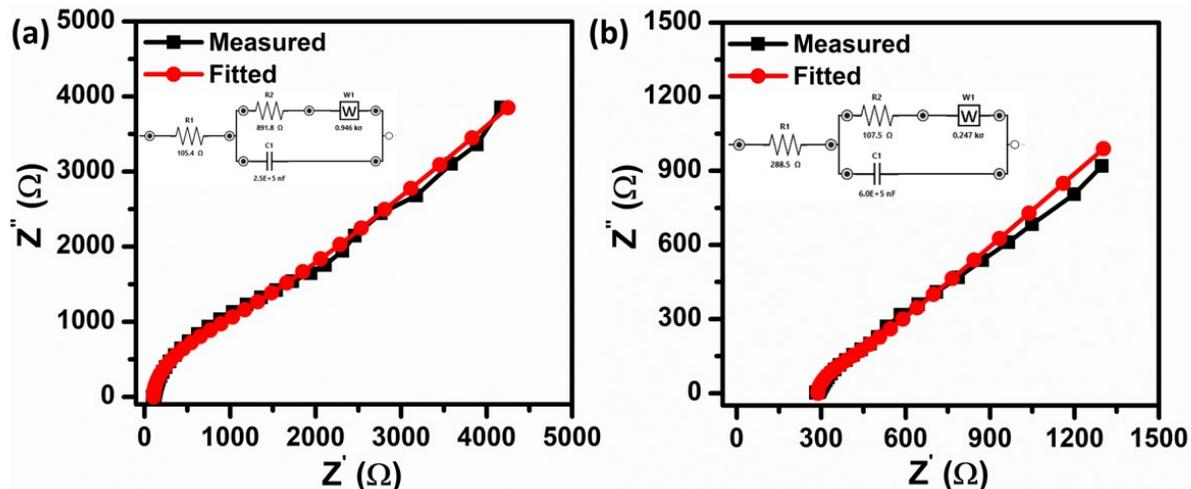 (a)
Measured
Fitted
R1
105.4 Ω
R2
891.8 Ω
W1
W
0.946 kσ
C1
2.5E+5 nF
5000
4000
3000
2000
1000
0
Z'' (Ω)
0 1000 2000 3000 4000 5000
Z' (Ω)
(b)
Measured
Fitted
R1
288.5 Ω
R2
107.5 Ω
W1
W
0.247 kσ
C1
6.0E+5 nF
1500
1200
900
600
300
0
Z'' (Ω)
0 300 600 900 1200 1500
Z' (Ω)